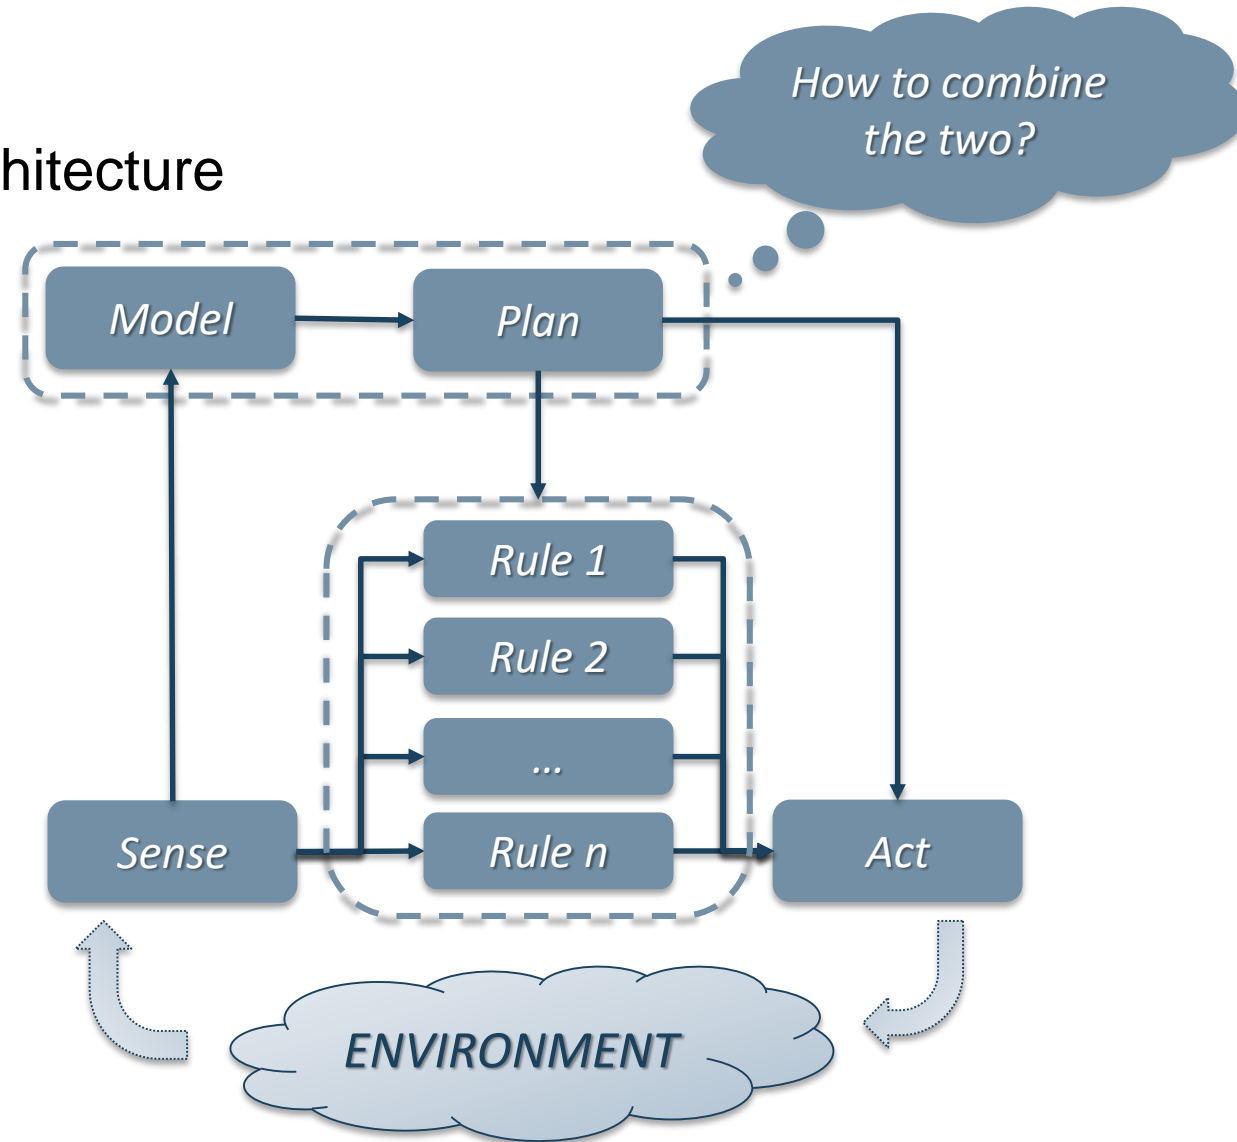 How to combine
the two?
hitecture
Model
Plan
Rule 1
Rule 2
...
Rule n
Sense
Act
ENVIRONMENT